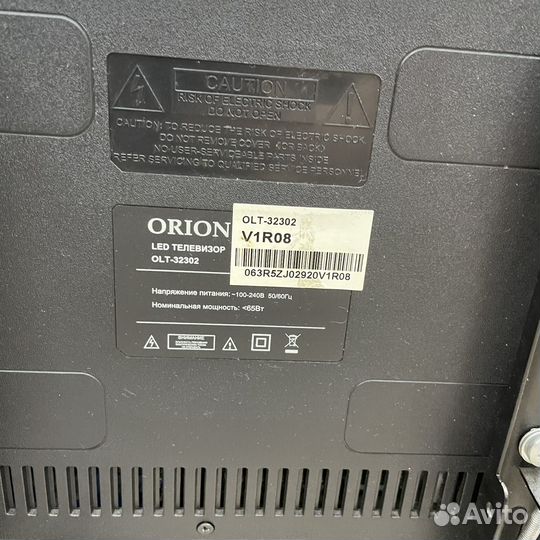 CAUTION
RISK OF ELECTRIC SHOCK
DO NOT OPEN
CAUTION: TO REDUCE THE RISK OF ELECTRIC SHOCK,
DO NOT REMOVE COVER (OR BACK)
NO USER-SERVICEABLE PARTS INSIDE
REFER SERVICING TO QUALIFIED SERVICE PERSONNEL
ORION
LED ТЕЛЕВИЗОР
OLT-32302
OLT-32302
V1R08
063R5ZJ02920V1R08
Напряжение питания: ~100-240В 50/60Гц
Номинальная мощность: <65Вт
ВНИМАНИЕ
Avito